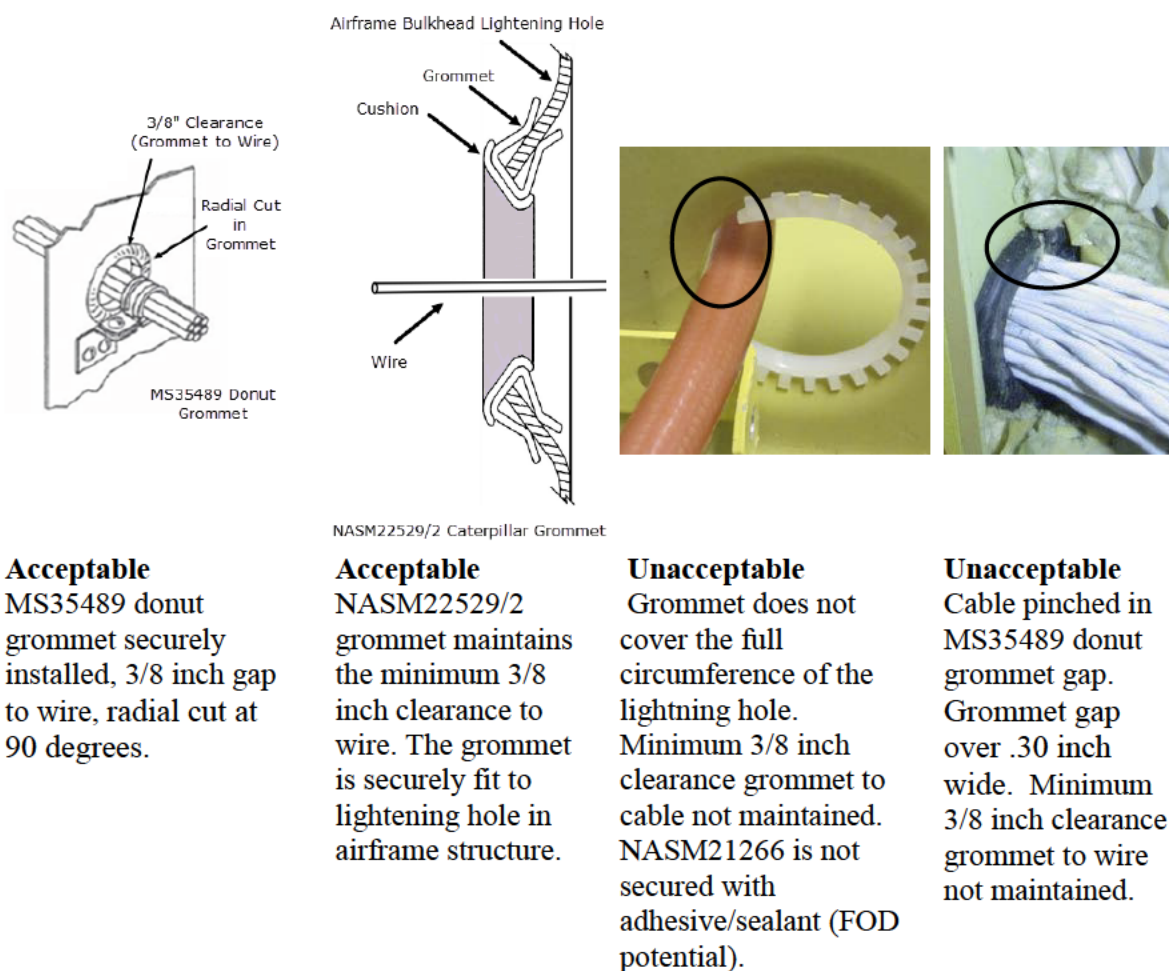 Airframe Bulkhead Lightening Hole
Grommet
Cushion
3/8" Clearance
(Grommet to Wire)
Radial Cut
in
Grommet
Wire
MS35489 Donut
Grommet
NASM22529/2 Caterpillar Grommet
Acceptable
MS35489 donut
grommet securely
installed, 3/8 inch gap
to wire, radial cut at
90 degrees.
Acceptable
NASM22529/2
grommet maintains
the minimum 3/8
inch clearance to
wire. The grommet
is securely fit to
lightening hole in
airframe structure.
Unacceptable
Grommet does not
cover the full
circumference of the
lightning hole.
Minimum 3/8 inch
clearance grommet to
cable not maintained.
NASM21266 is not
secured with
adhesive/sealant (FOD
potential).
Unacceptable
Cable pinched in
MS35489 donut
grommet gap.
Grommet gap
over .30 inch
wide. Minimum
3/8 inch clearance
grommet to wire
not maintained.